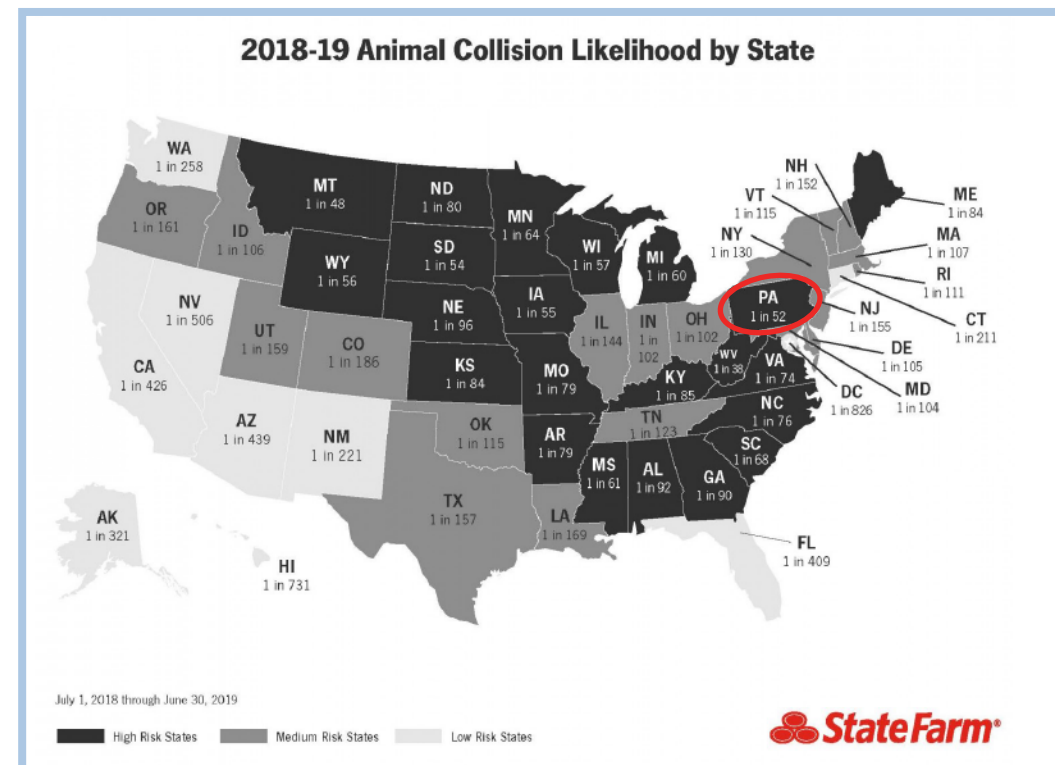 2018-19 Animal Collision Likelihood by State
WA
1 in 258
OR
1 in 161
ID
1 in 106
MT
1 in 48
ND
1 in 80
MN
1 in 64
SD
1 in 54
WY
1 in 56
WI
1 in 57
MI
1 in 60
NE
1 in 96
IA
1 in 55
NV
1 in 506
UT
1 in 159
CO
1 in 186
CA
1 in 426
KS
1 in 84
MO
1 in 79
IL
1 in 144
IN
1 in
102
OH
1 in 102
PA
1 in 52
WV
1 in 38
VA
1 in 74
KY
1 in 85
NC
1 in 76
TN
1 in 123
SC
1 in 68
AZ
1 in 439
NM
1 in 221
OK
1 in 115
AR
1 in 79
MS
1 in 61
AL
1 in 92
GA
1 in 90
TX
1 in 157
LA
1 in 169
FL
1 in 409
AK
1 in 321
HI
1 in 731
NH
1 in 152
VT
1 in 115
NY
1 in 130
ME
1 in 84
MA
1 in 107
RI
1 in 111
CT
1 in 211
NJ
1 in 155
DE
1 in 105
MD
1 in 104
DC
1 in 826
July 1, 2018 through June 30, 2019
High Risk States
Medium Risk States
Low Risk States
StateFarm®